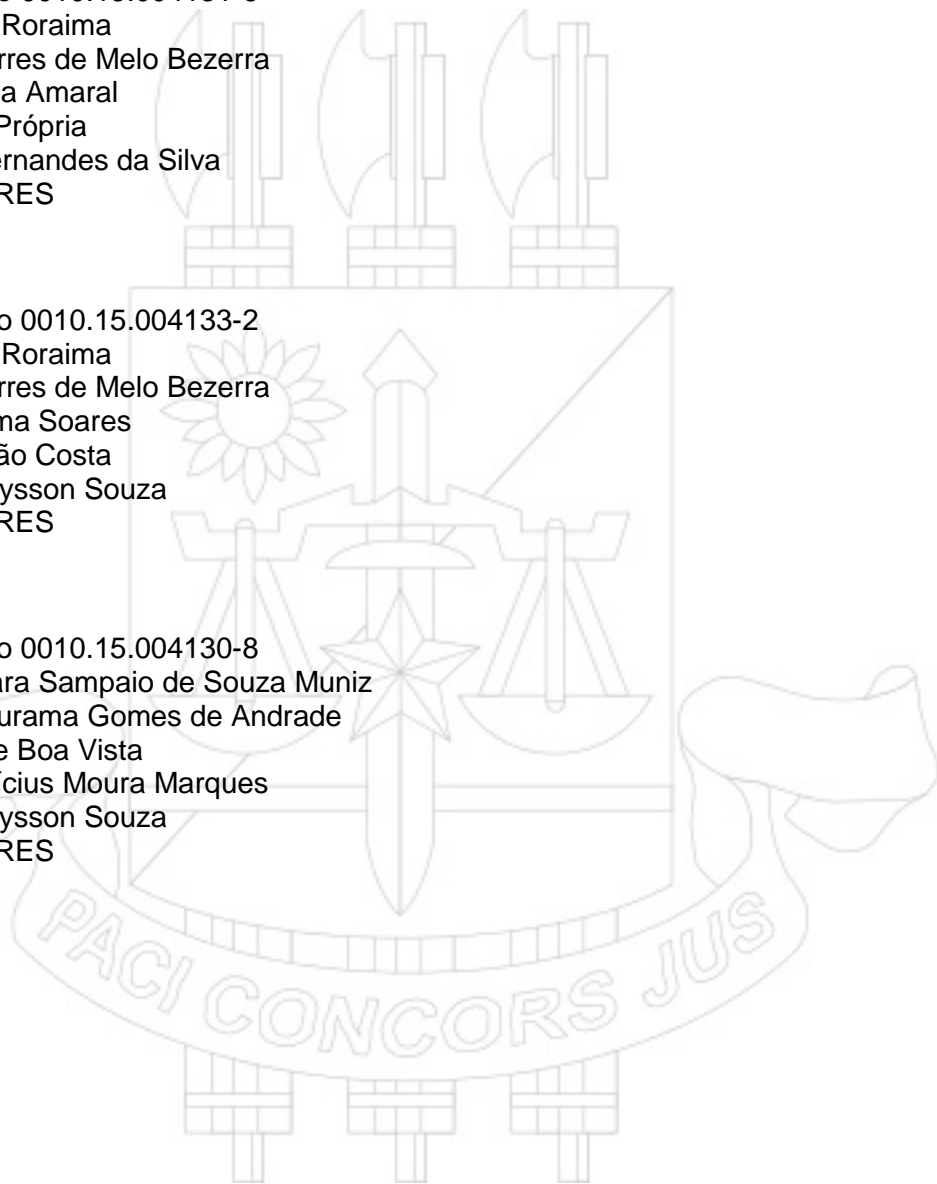 Roraima
rres de Melo Bezerra
a Amaral
Própria
ernandes da Silva
RES
o 0010.15.004133-2
Roraima
rres de Melo Bezerra
ma Soares
ão Costa
ysson Souza
RES
o 0010.15.004130-8
ara Sampaio de Souza Muniz
urama Gomes de Andrade
e Boa Vista
ícius Moura Marques
ysson Souza
RES
PACI CONCORS JUS